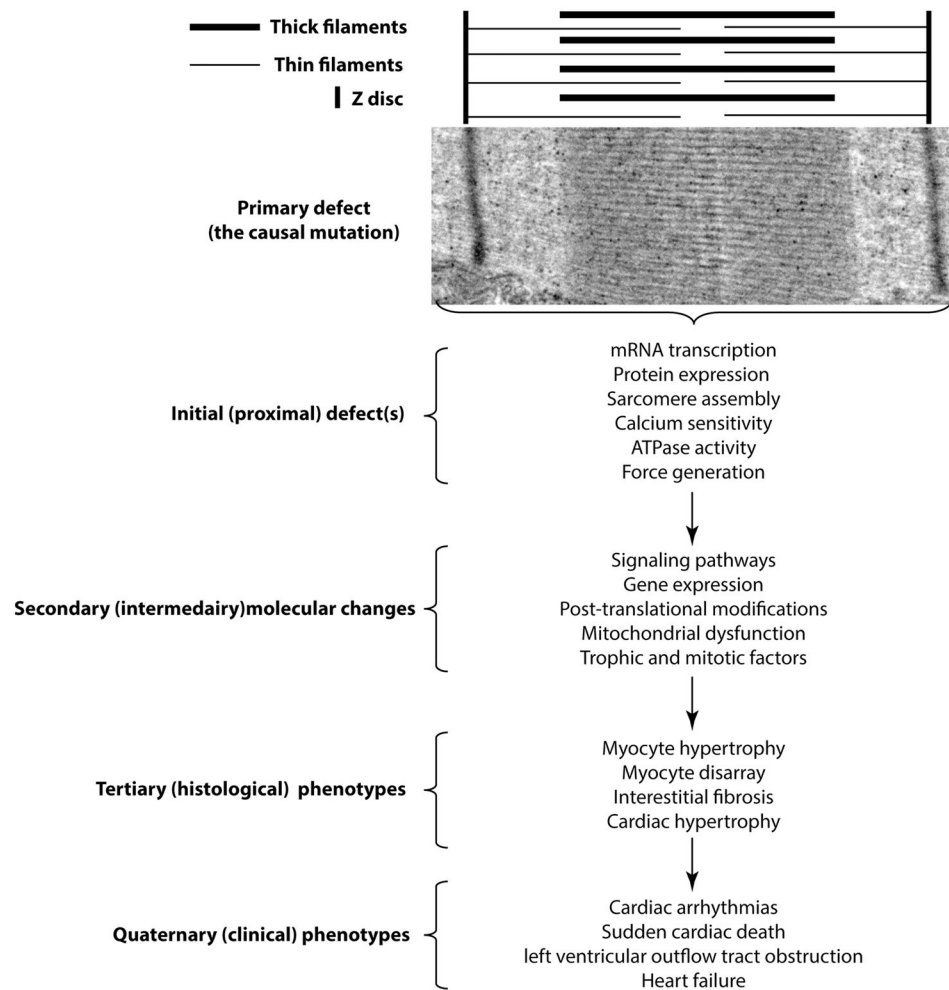 Thick filaments
Thin filaments
Z disc
Primary defect
(the causal mutation)
Initial (proximal) defect(s)
mRNA transcription
Protein expression
Sarcomere assembly
Calcium sensitivity
ATPase activity
Force generation
Secondary (intermedairy)molecular changes
Signaling pathways
Gene expression
Post-translational modifications
Mitochondrial dysfunction
Trophic and mitotic factors
Tertiary (histological) phenotypes
Myocyte hypertrophy
Myocyte disarray
Interestitial fibrosis
Cardiac hypertrophy
Quaternary (clinical) phenotypes
Cardiac arrhythmias
Sudden cardiac death
left ventricular outflow tract obstruction
Heart failure